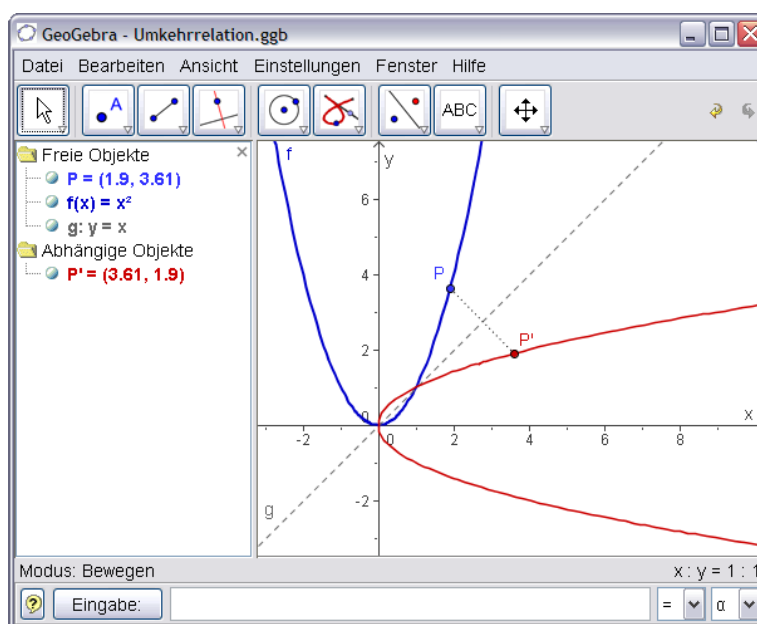 GeoGebra - Umkehrrelation.ggb
Datei Bearbeiten Ansicht Einstellungen Fenster Hilfe
A ABC
Freie Objekte
P = (1.9, 3.61)
f(x) = x²
g: y = x
Abhängige Objekte
P' = (3.61, 1.9)
f y
6
4
P
P'
2
x
0
-2 0 2 4 6 8
-2
g
Modus: Bewegen x : y = 1 : 1
? Eingabe: = α